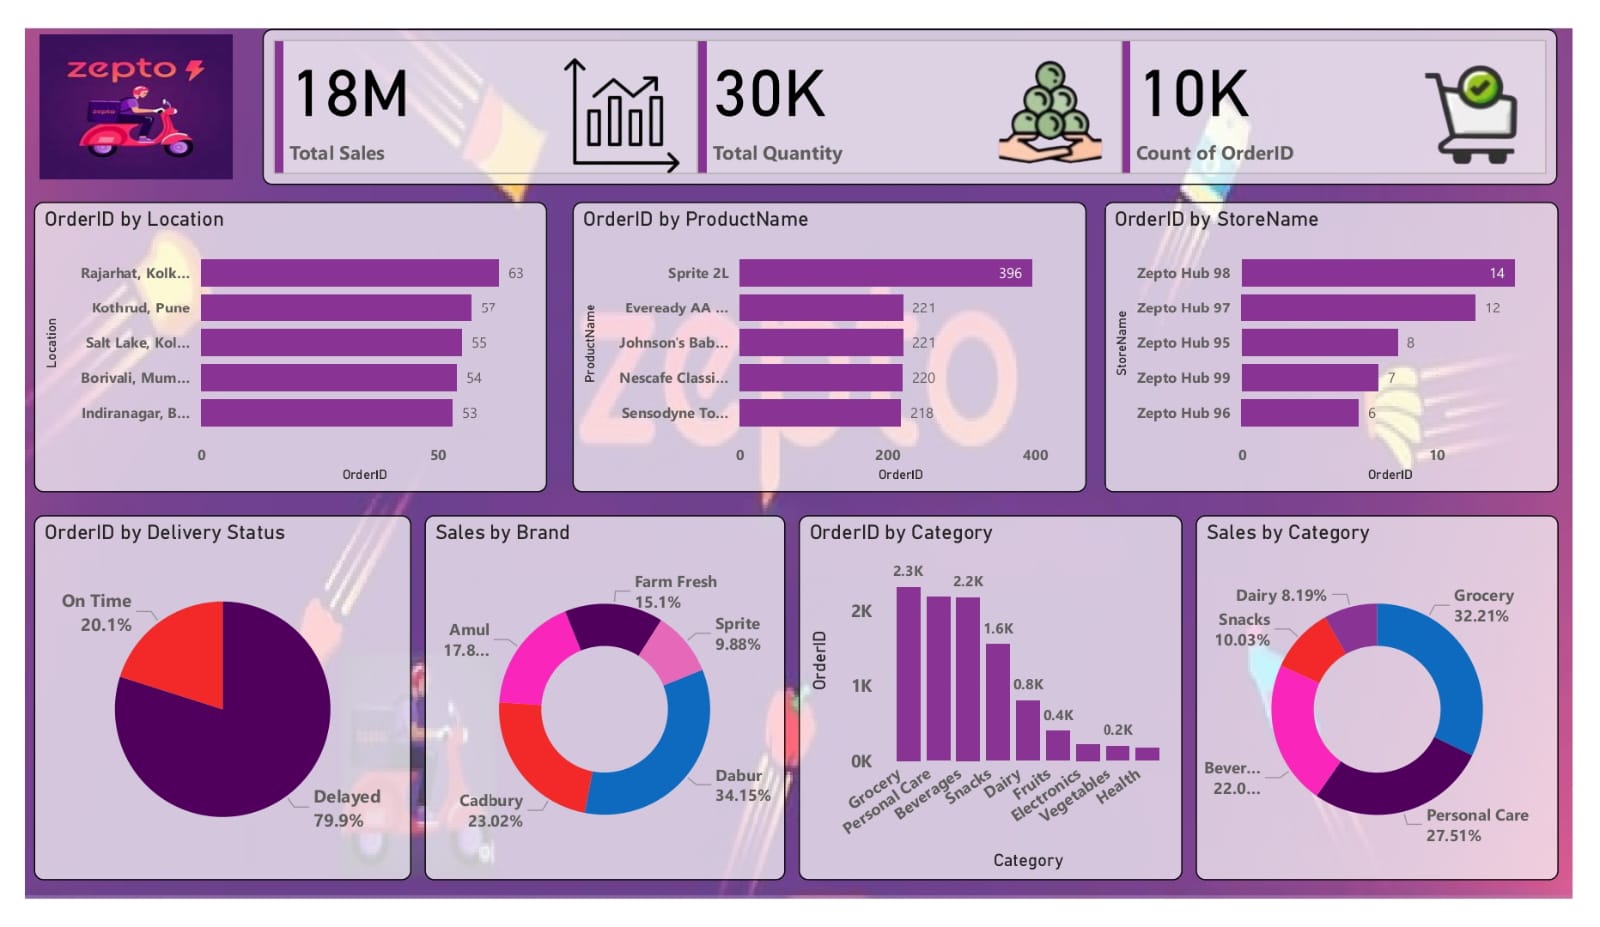 zepto
zepto
18M
Total Sales
30K
Total Quantity
10K
Count of OrderID
OrderID by Location
Location
Rajarhat, Kolk... 63
Kothrud, Pune 57
Salt Lake, Kol... 55
Borivali, Mum... 54
Indiranagar, B... 53
0 50
OrderID
OrderID by ProductName
ProductName
Sprite 2L 396
Eveready AA ... 221
Johnson's Bab... 221
Nescafe Classi... 220
Sensodyne To... 218
0 200 400
OrderID
OrderID by StoreName
StoreName
Zepto Hub 98 14
Zepto Hub 97 12
Zepto Hub 95 8
Zepto Hub 99 7
Zepto Hub 96 6
0 10
OrderID
zepto
OrderID by Delivery Status
On Time
20.1%
Delayed
79.9%
Sales by Brand
Farm Fresh
15.1%
Sprite
9.88%
Amul
17.8...
Dabur
34.15%
Cadbury
23.02%
OrderID by Category
OrderID
2K
1K
0K
2.3K
2.2K
1.6K
0.8K
0.4K
0.2K
Grocery
Personal Care
Beverages
Snacks
Dairy
Fruits
Electronics
Vegetables
Health
Category
Sales by Category
Dairy 8.19%
Grocery
32.21%
Snacks
10.03%
Bever...
22.0...
Personal Care
27.51%